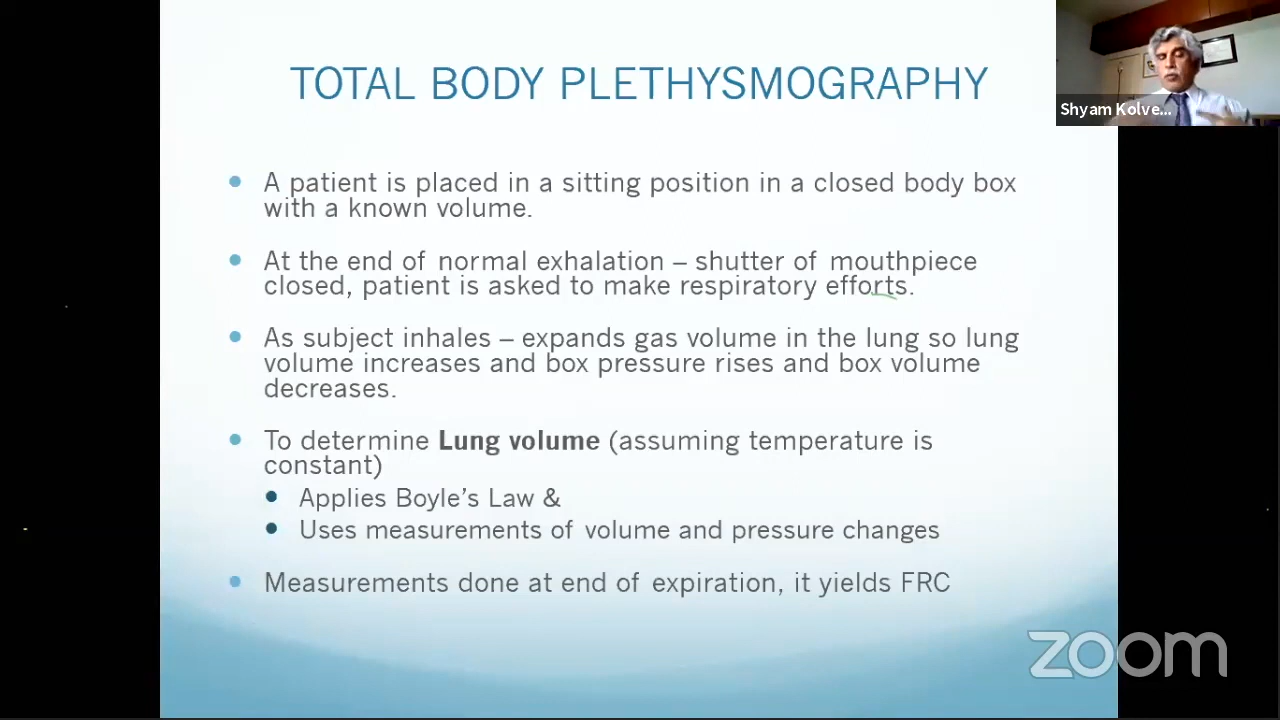 TOTAL BODY PLETHYSMOGRAPHY
Shyam Kolve...
• A patient is placed in a sitting position in a closed body box
with a known volume.
• At the end of normal exhalation – shutter of mouthpiece
closed, patient is asked to make respiratory efforts.
• As subject inhales – expands gas volume in the lung so lung
volume increases and box pressure rises and box volume
decreases.
• To determine Lung volume (assuming temperature is
constant)
• Applies Boyle's Law &
• Uses measurements of volume and pressure changes
• Measurements done at end of expiration, it yields FRC
zoom